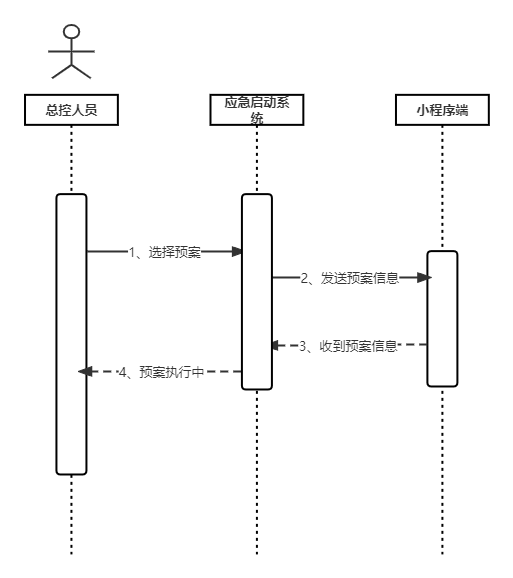 总控人员
应急启动系
统
小程序端
1、选择预案
2、发送预案信息
3、收到预案信息
4、预案执行中